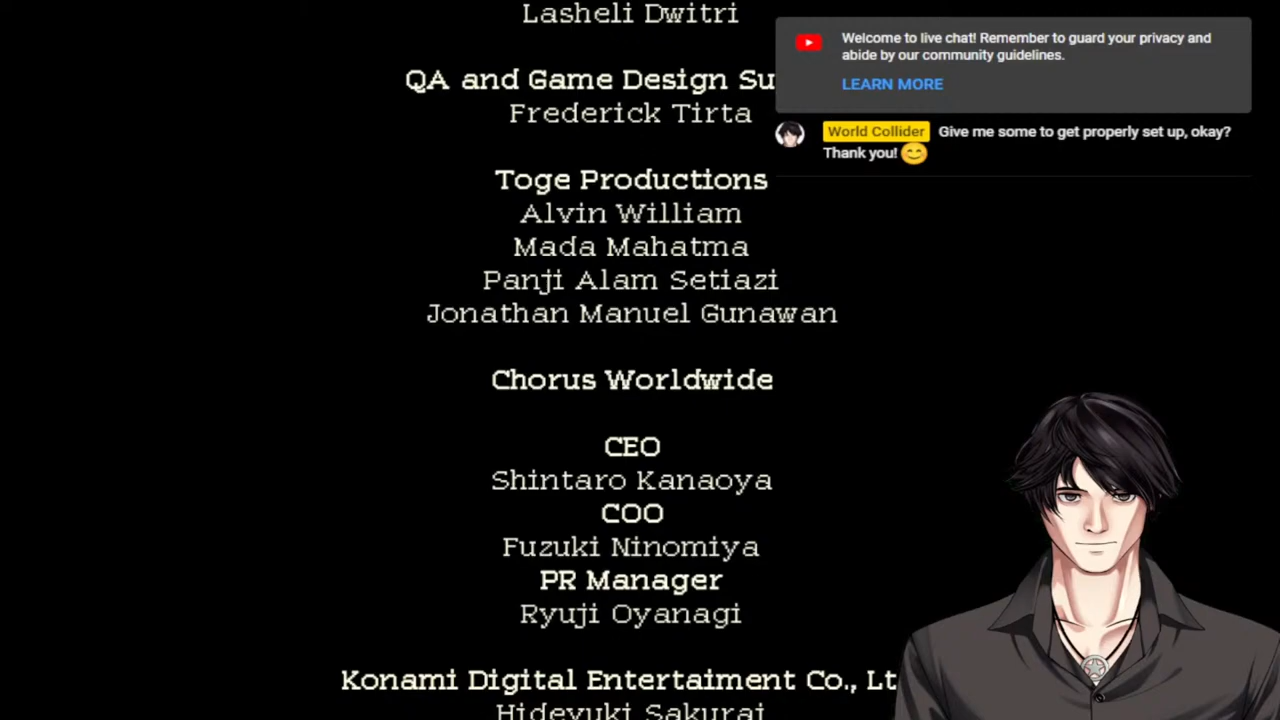 Lasheli Dwitri
QA and Game Design Su
Frederick Tirta
Toge Productions
Alvin William
Mada Mahatma
Panji Alam Setiazi
Jonathan Manuel Gunawan
Chorus Worldwide
CEO
Shintaro Kanaoya
COO
Fuzuki Ninomiya
PR Manager
Ryuji Oyanagi
Konami Digital Entertaiment Co., Lt
Hideyuki Sakurai
Welcome to live chat! Remember to guard your privacy and
abide by our community guidelines.
LEARN MORE
World Collider Give me some to get properly set up, okay?
Thank you! 😊